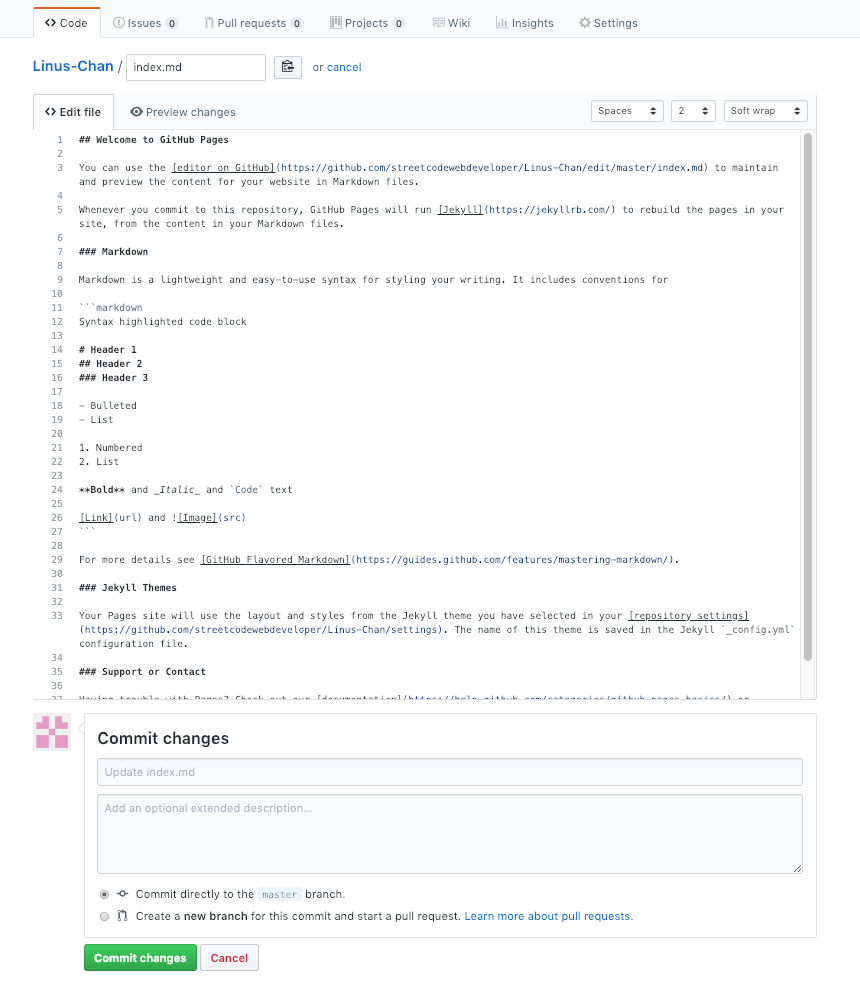 Code Issues 0 Pull requests 0 Projects 0 Wiki Insights Settings
Linus-Chan / index.md or cancel
Edit file Preview changes Spaces 2 Soft wrap
1 ## Welcome to GitHub Pages
2
3 You can use the [editor on GitHub](https://github.com/streetcodewebdeveloper/Linus-Chan/edit/master/index.md) to maintain
and preview the content for your website in Markdown files.
4
5 Whenever you commit to this repository, GitHub Pages will run [Jekyll](https://jekyllrb.com/) to rebuild the pages in your
site, from the content in your Markdown files.
6
7 ### Markdown
8
9 Markdown is a lightweight and easy-to-use syntax for styling your writing. It includes conventions for
10
11 ```markdown
12 Syntax highlighted code block
13
14 # Header 1
15 ## Header 2
16 ### Header 3
17
18 - Bulleted
19 - List
20
21 1. Numbered
22 2. List
23
24 **Bold** and _Italic_ and `Code` text
25
26 [Link](url) and ![Image](src)
27 ```
28
29 For more details see [GitHub Flavored Markdown](https://guides.github.com/features/mastering-markdown/).
30
31 ### Jekyll Themes
32
33 Your Pages site will use the layout and styles from the Jekyll theme you have selected in your [repository settings]
(https://github.com/streetcodewebdeveloper/Linus-Chan/settings). The name of this theme is saved in the Jekyll `_config.yml`
configuration file.
34
35 ### Support or Contact
36
37 Having trouble with Pages? Check out our [documentation](https://help.github.com/categories/github-pages-basics/) or
Commit changes
Update index.md
Add an optional extended description...
Commit directly to the master branch.
Create a new branch for this commit and start a pull request. Learn more about pull requests.
Commit changes Cancel